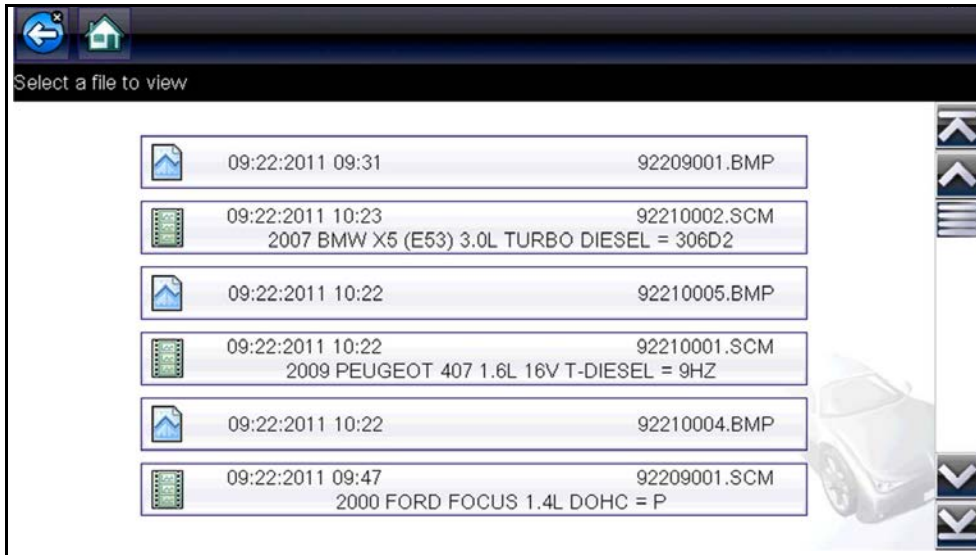 Select a file to view
09:22:2011 09:31 92209001.BMP
09:22:2011 10:23 92210002.SCM
2007 BMW X5 (E53) 3.0L TURBO DIESEL = 306D2
09:22:2011 10:22 92210005.BMP
09:22:2011 10:22 92210001.SCM
2009 PEUGEOT 407 1.6L 16V T-DIESEL = 9HZ
09:22:2011 10:22 92210004.BMP
09:22:2011 09:47 92209001.SCM
2000 FORD FOCUS 1.4L DOHC = P